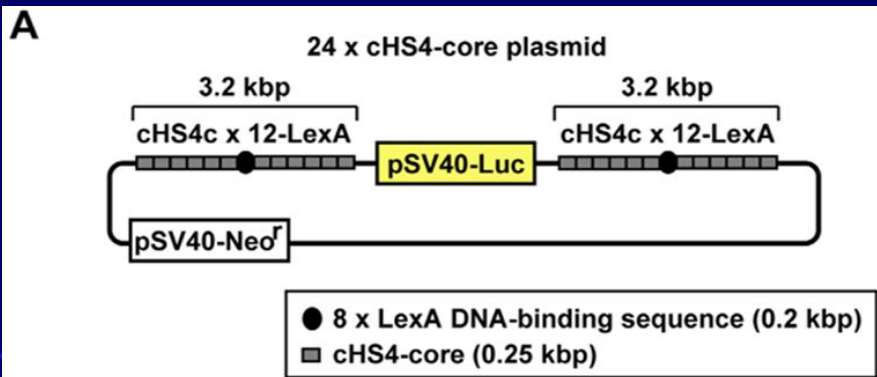 A
24 x cHS4-core plasmid
3.2 kbp
3.2 kbp
cHS4c x 12-LexA
cHS4c x 12-LexA
pSV40-Luc
pSV40-Neoʳ
8 x LexA DNA-binding sequence (0.2 kbp)
cHS4-core (0.25 kbp)